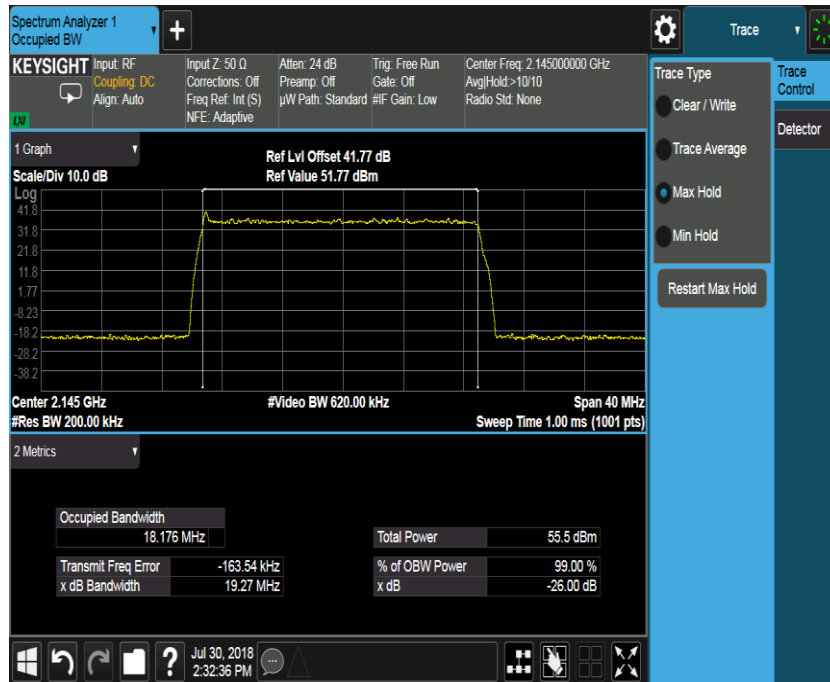 Spectrum Analyzer 1
Occupied BW
Trace
KEYSIGHT
LXI
Input: RF
Coupling: DC
Align: Auto
Input Z: 50 Ω
Corrections: Off
Freq Ref: Int (S)
NFE: Adaptive
Atten: 24 dB
Preamp: Off
µW Path: Standard
Trig: Free Run
Gate: Off
#IF Gain: Low
Center Freq: 2.145000000 GHz
Avg|Hold:>10/10
Radio Std: None
Trace Type
Clear / Write
Trace Average
Max Hold
Min Hold
Restart Max Hold
Trace
Control
Detector
1 Graph
Scale/Div 10.0 dB
Ref Lvl Offset 41.77 dB
Ref Value 51.77 dBm
Log
41.8
31.8
21.8
11.8
1.77
-8.23
-18.2
-28.2
-38.2
Center 2.145 GHz
#Video BW 620.00 kHz
Span 40 MHz
#Res BW 200.00 kHz
Sweep Time 1.00 ms (1001 pts)
2 Metrics
Occupied Bandwidth
18.176 MHz
Total Power 55.5 dBm
Transmit Freq Error -163.54 kHz
% of OBW Power 99.00 %
x dB Bandwidth 19.27 MHz
x dB -26.00 dB
Jul 30, 2018
2:32:36 PM